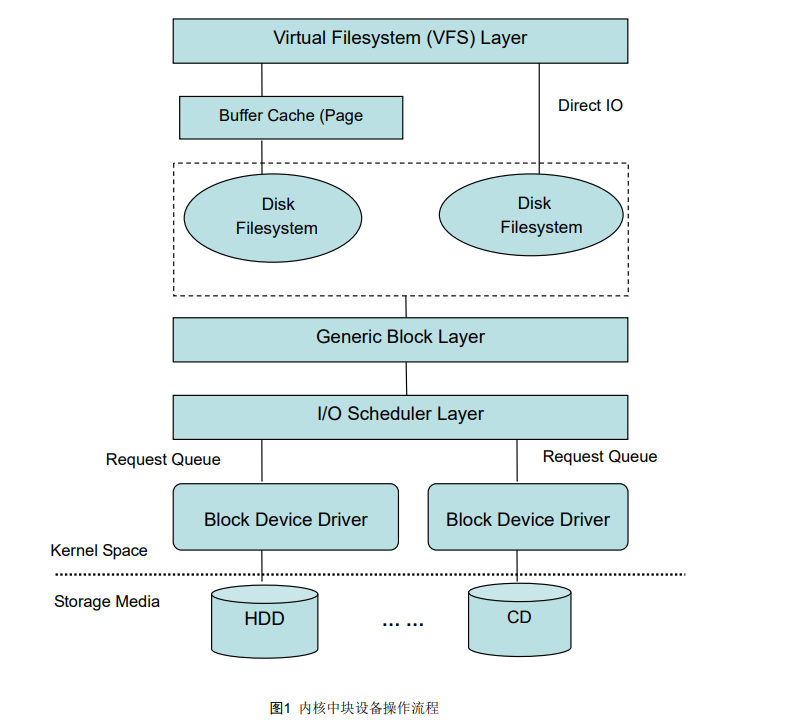 Virtual Filesystem (VFS) Layer
Buffer Cache (Page
Direct IO
Disk
Filesystem
Disk
Filesystem
Generic Block Layer
I/O Scheduler Layer
Request Queue
Request Queue
Block Device Driver
Block Device Driver
Kernel Space
Storage Media
HDD
... ...
CD
图1 内核中块设备操作流程